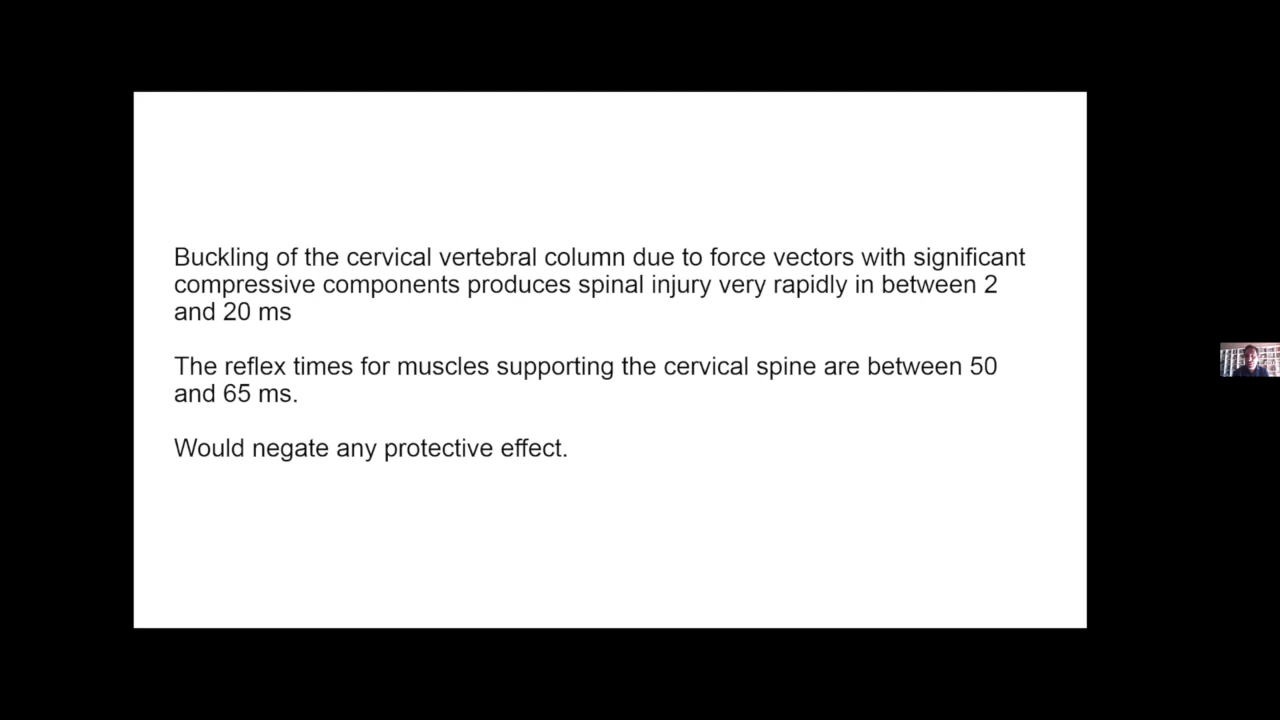 Buckling of the cervical vertebral column due to force vectors with significant
compressive components produces spinal injury very rapidly in between 2
and 20 ms
The reflex times for muscles supporting the cervical spine are between 50
and 65 ms.
Would negate any protective effect.